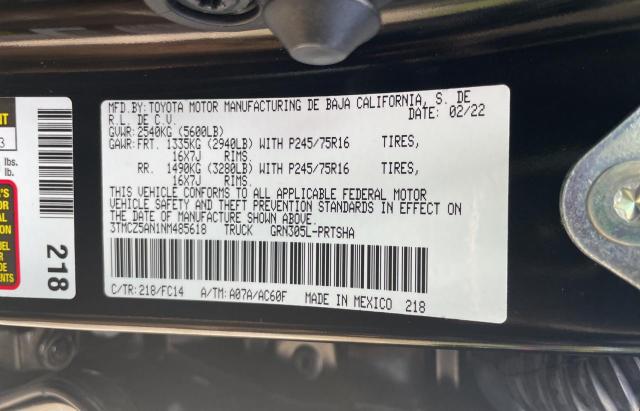 MFD.BY: TOYOTA MOTOR MANUFACTURING DE BAJA CALIFORNIA, S. DE
R.L. DE C.V. DATE: 02/22
GVWR: 2540KG (5600LB)
GAWR: FRT. 1335KG (2940LB) WITH P245/75R16 TIRES,
16X7J RIMS.
RR. 1490KG (3280LB) WITH P245/75R16 TIRES,
16X7J RIMS.
THIS VEHICLE CONFORMS TO ALL APPLICABLE FEDERAL MOTOR
VEHICLE SAFETY AND THEFT PREVENTION STANDARDS IN EFFECT ON
THE DATE OF MANUFACTURE SHOWN ABOVE.
3TMCZ5AN1NM485618 TRUCK GRN305L-PRTSHA
C/TR: 218/FC14 A/TM: A07A/AC60F MADE IN MEXICO 218
3
lbs.
lb.
218